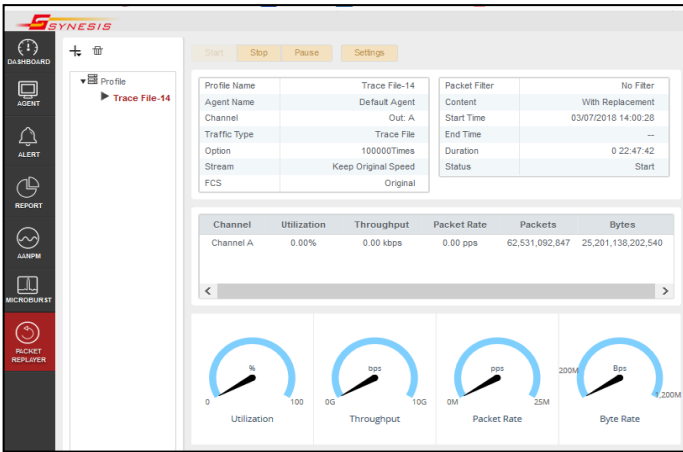 SYNESIS
DASHBOARD
AGENT
ALERT
REPORT
AANPM
MICROBURST
PACKET
REPLAYER
Profile
Trace File-14
Start Stop Pause Settings
Profile Name Trace File-14
Agent Name Default Agent
Channel Out: A
Traffic Type Trace File
Option 100000Times
Stream Keep Original Speed
FCS Original
Packet Filter No Filter
Content With Replacement
Start Time 03/07/2018 14:00:28
End Time --
Duration 0 22:47:42
Status Start
Channel Utilization Throughput Packet Rate Packets Bytes
Channel A 0.00% 0.00 kbps 0.00 pps 62,531,092,847 25,201,138,202,540
%
0 100
Utilization
bps
0G 10G
Throughput
pps
0M 25M
Packet Rate
Bps
200M 1,200M
Byte Rate